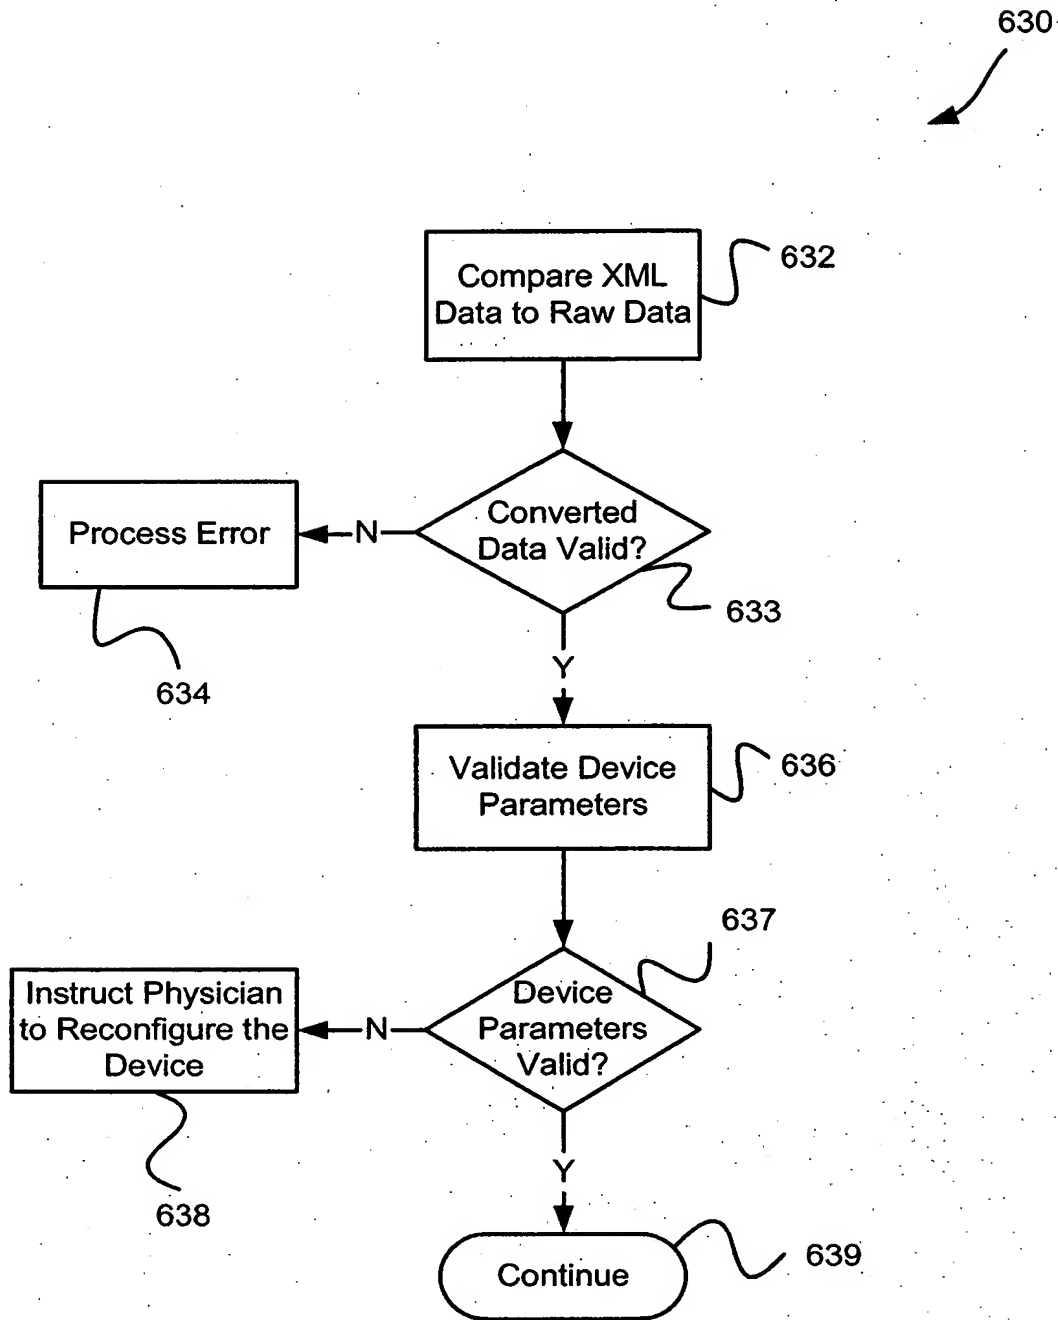 630
Compare XML
Data to Raw Data
632
Converted
Data Valid?
N
Process Error
633
634
Y
Validate Device
Parameters
636
637
Device
Parameters
Valid?
N
Instruct Physician
to Reconfigure the
Device
638
Y
Continue
639